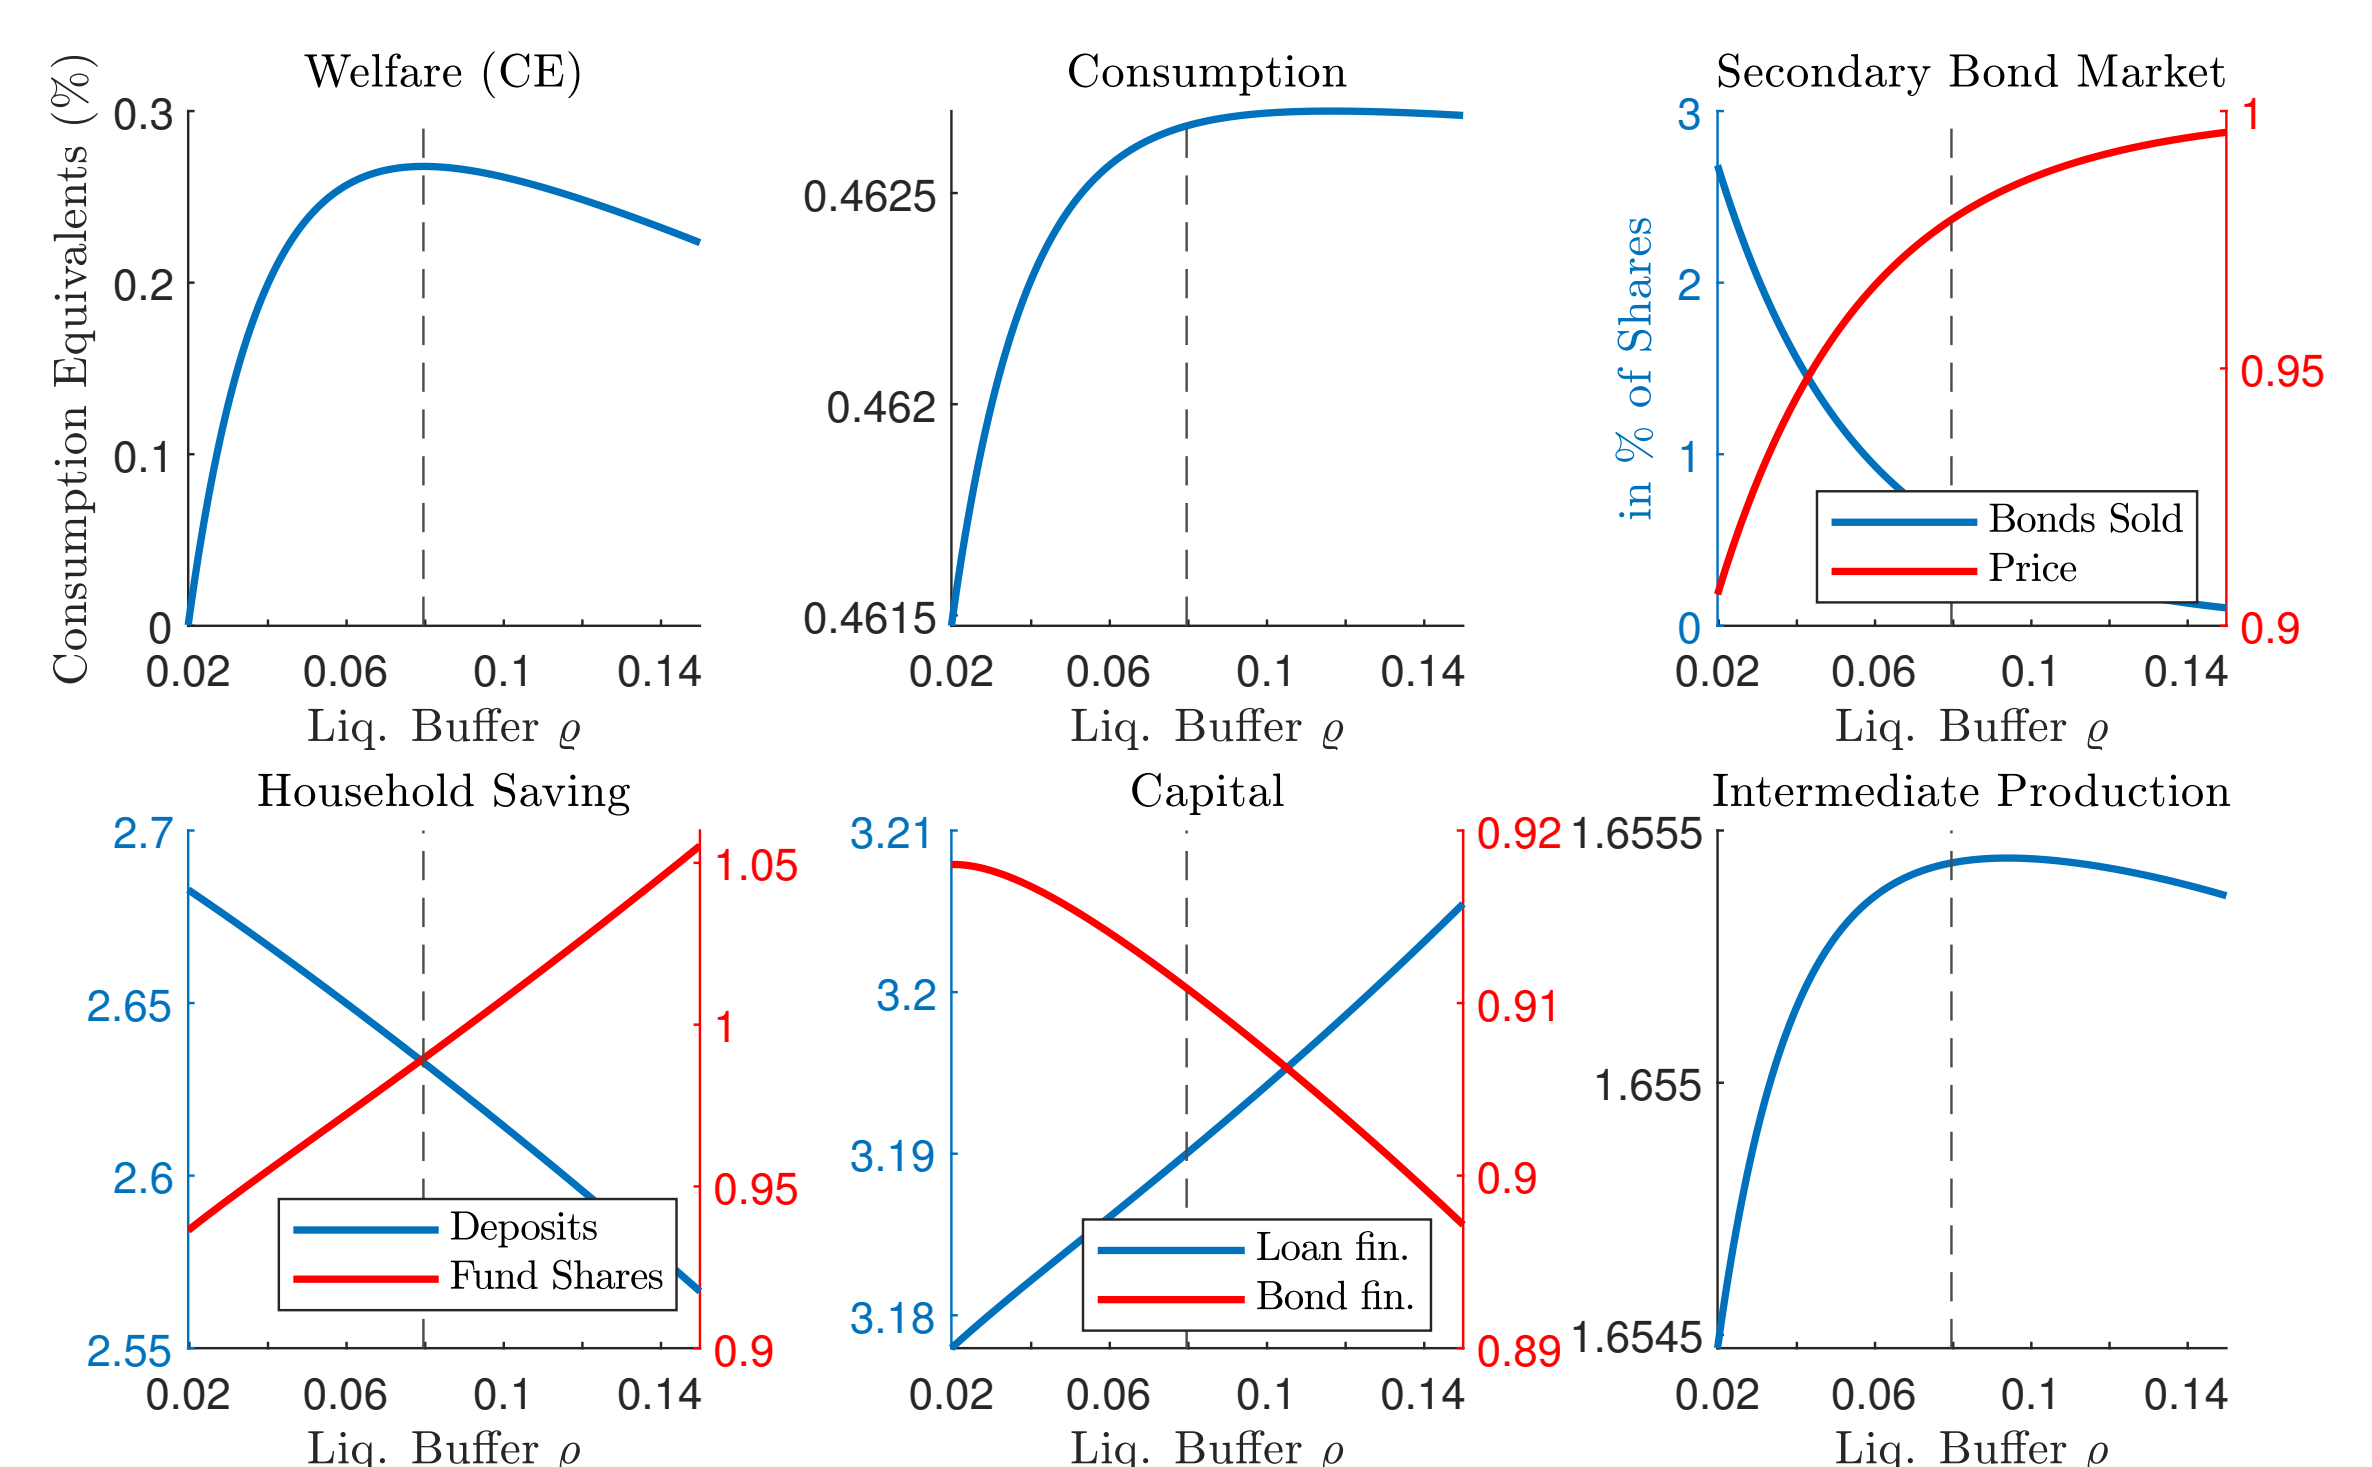 Welfare (CE)
Consumption Equivalents (%)
0.3
0.2
0.1
0
0.02 0.06 0.1 0.14
Liq. Buffer ϱ
Consumption
0.4625
0.462
0.4615
0.02 0.06 0.1 0.14
Liq. Buffer ϱ
Secondary Bond Market
in % of Shares
3
2
1
0
1
0.95
0.9
Bonds Sold
Price
0.02 0.06 0.1 0.14
Liq. Buffer ϱ
Household Saving
2.7
2.65
2.6
2.55
1.05
1
0.95
0.9
Deposits
Fund Shares
0.02 0.06 0.1 0.14
Liq. Buffer ϱ
Capital
3.21
3.2
3.19
3.18
0.92
0.91
0.9
0.89
Loan fin.
Bond fin.
0.02 0.06 0.1 0.14
Liq. Buffer ϱ
Intermediate Production
1.6555
1.655
1.6545
0.02 0.06 0.1 0.14
Liq. Buffer ϱ